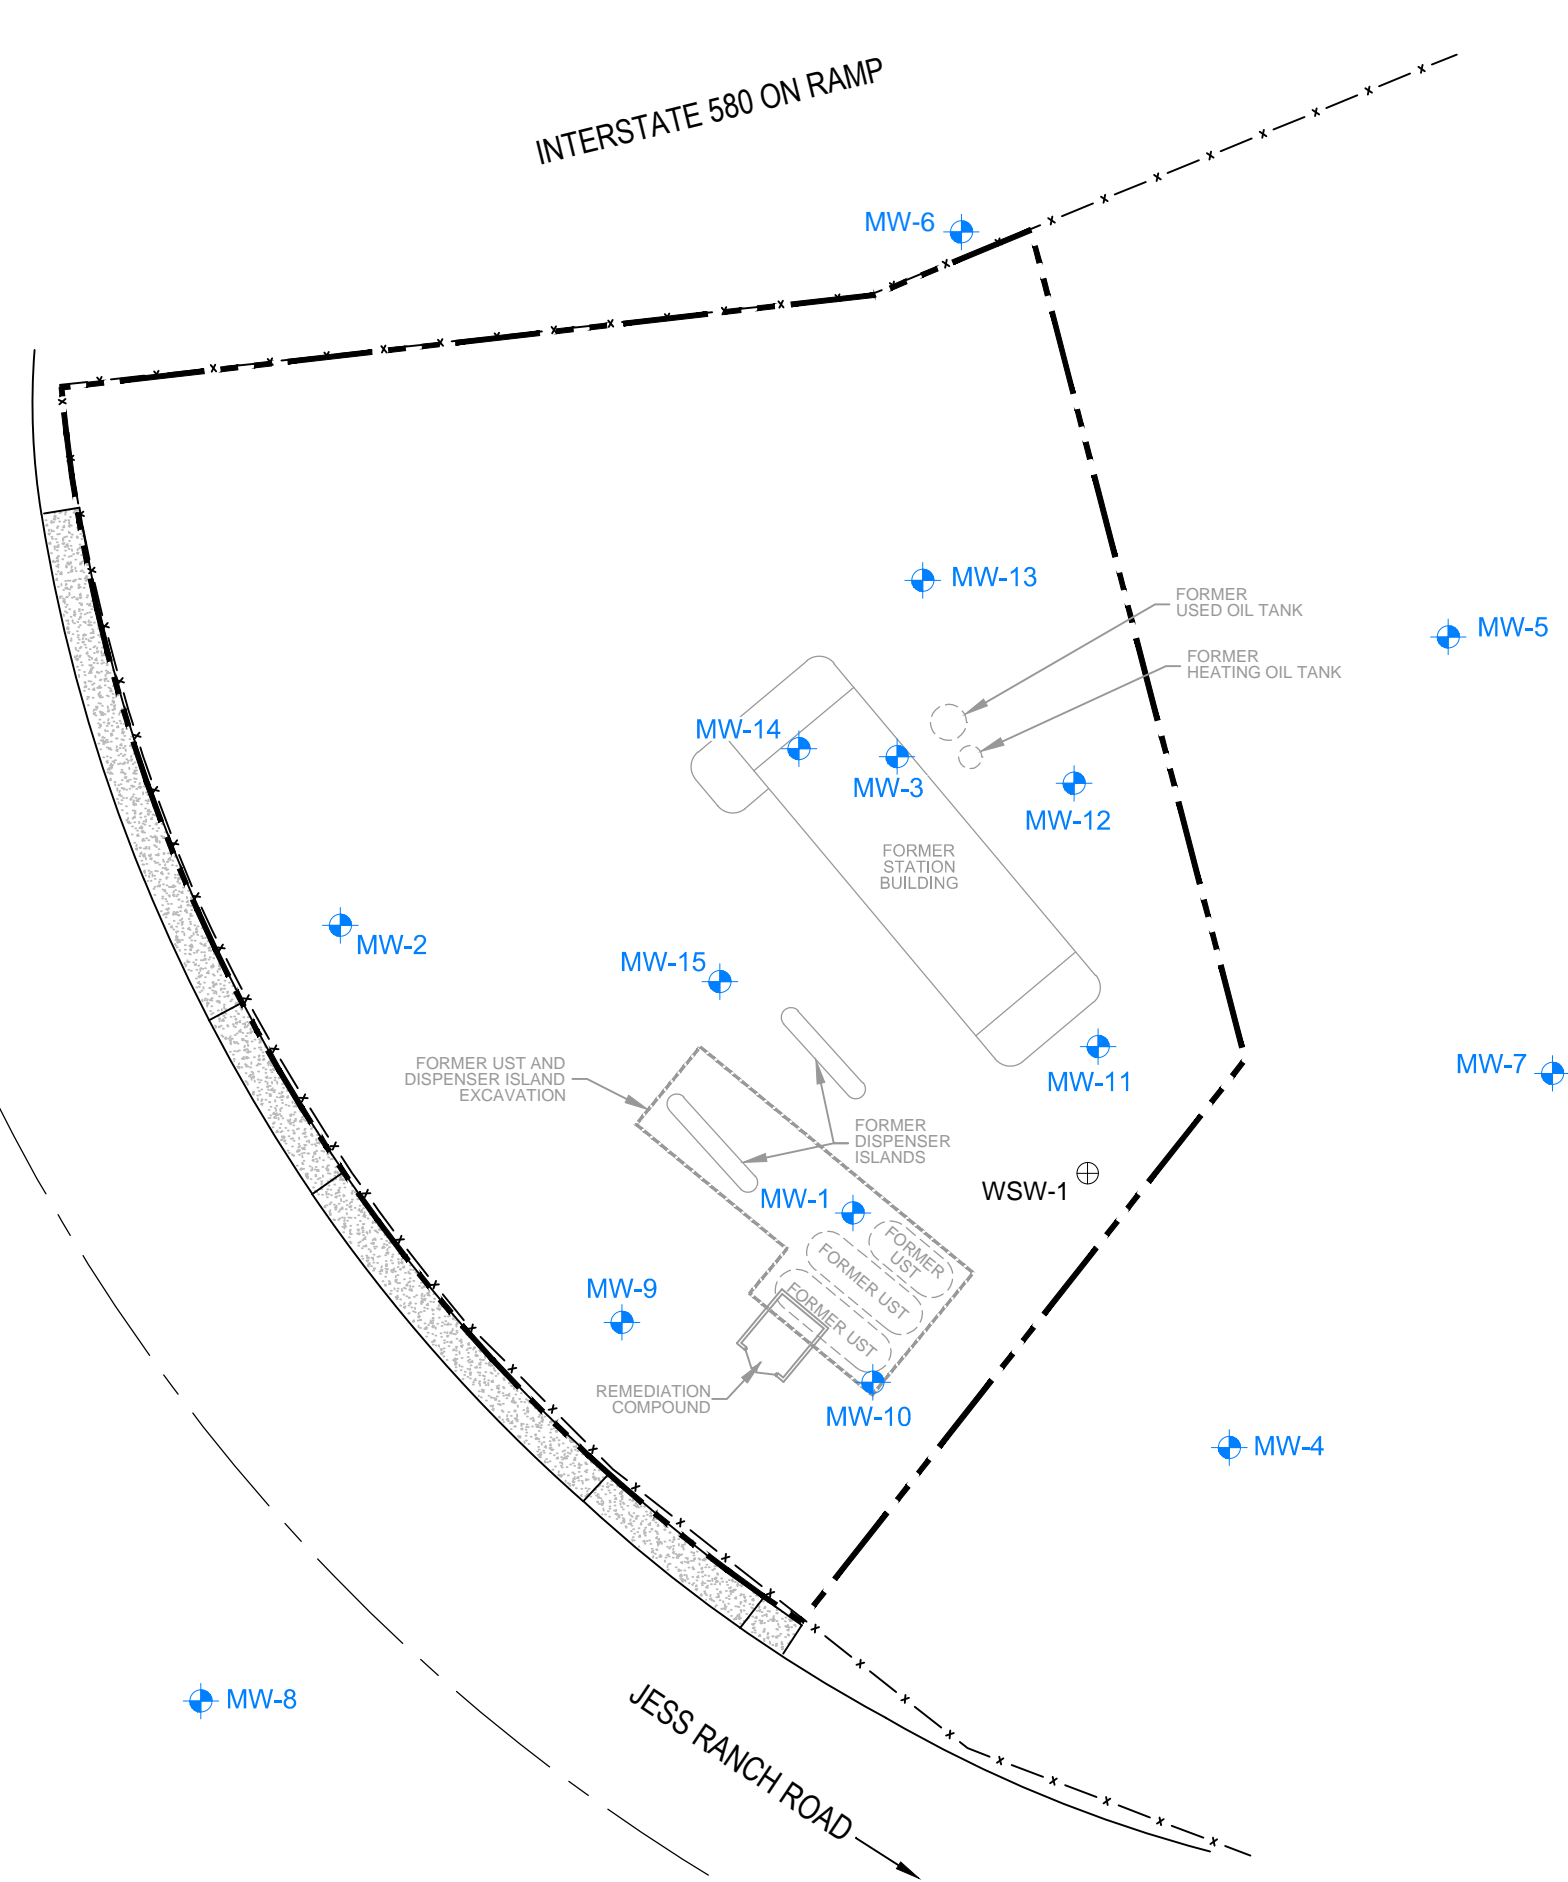 INTERSTATE 580 ON RAMP
MW-6
MW-13
FORMER
USED OIL TANK
MW-5
FORMER
HEATING OIL TANK
MW-14
MW-3
MW-12
FORMER
STATION
BUILDING
MW-2
MW-15
FORMER UST AND
DISPENSER ISLAND
EXCAVATION
MW-11
MW-7
FORMER
DISPENSER
ISLANDS
MW-1
WSW-1
FORMER
UST
FORMER UST
FORMER UST
MW-9
REMEDIATION
COMPOUND
MW-10
MW-4
MW-8
JESS RANCH ROAD